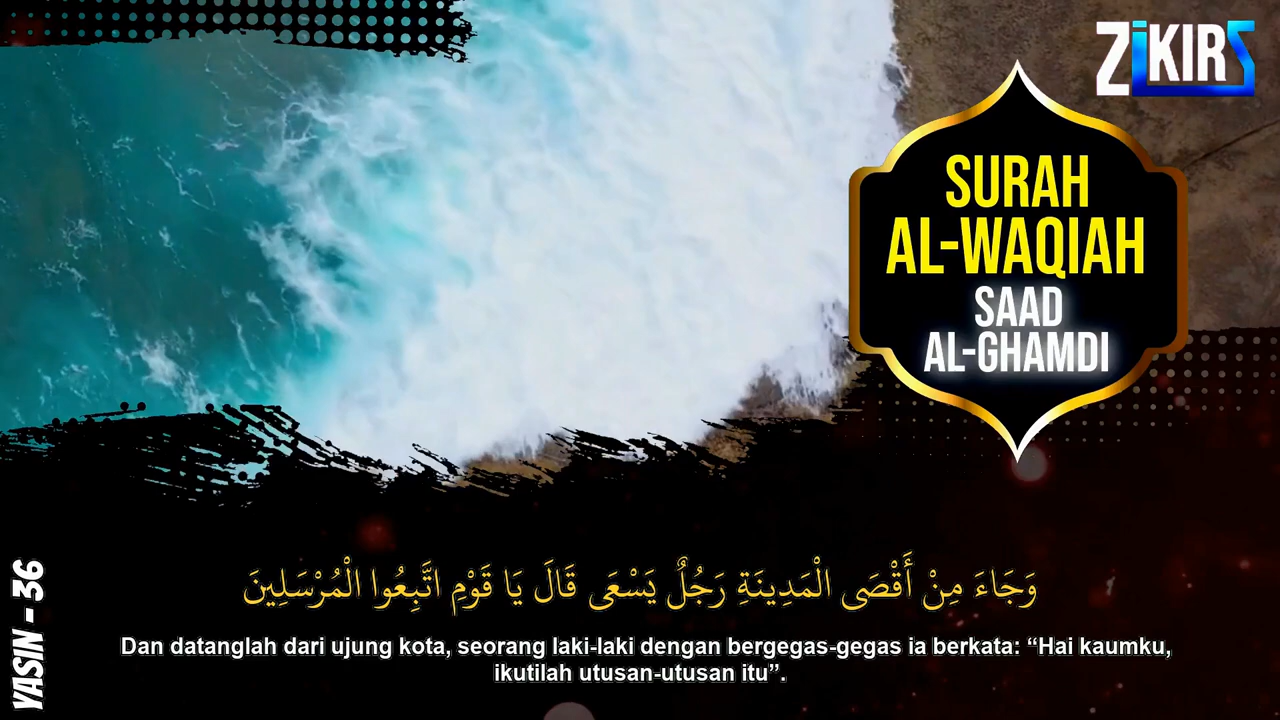 ZiKIRS
SURAH
AL-WAQIAH
SAAD
AL-GHAMDI
وَجَاءَ مِنْ أَقْصَى الْمَدِينَةِ رَجُلٌ يَسْعَى قَالَ يَا قَوْمِ اتَّبِعُوا الْمُرْسَلِينَ
Dan datanglah dari ujung kota, seorang laki-laki dengan bergegas-gegas ia berkata: “Hai kaumku,
ikutilah utusan-utusan itu”.
YASIN - 36